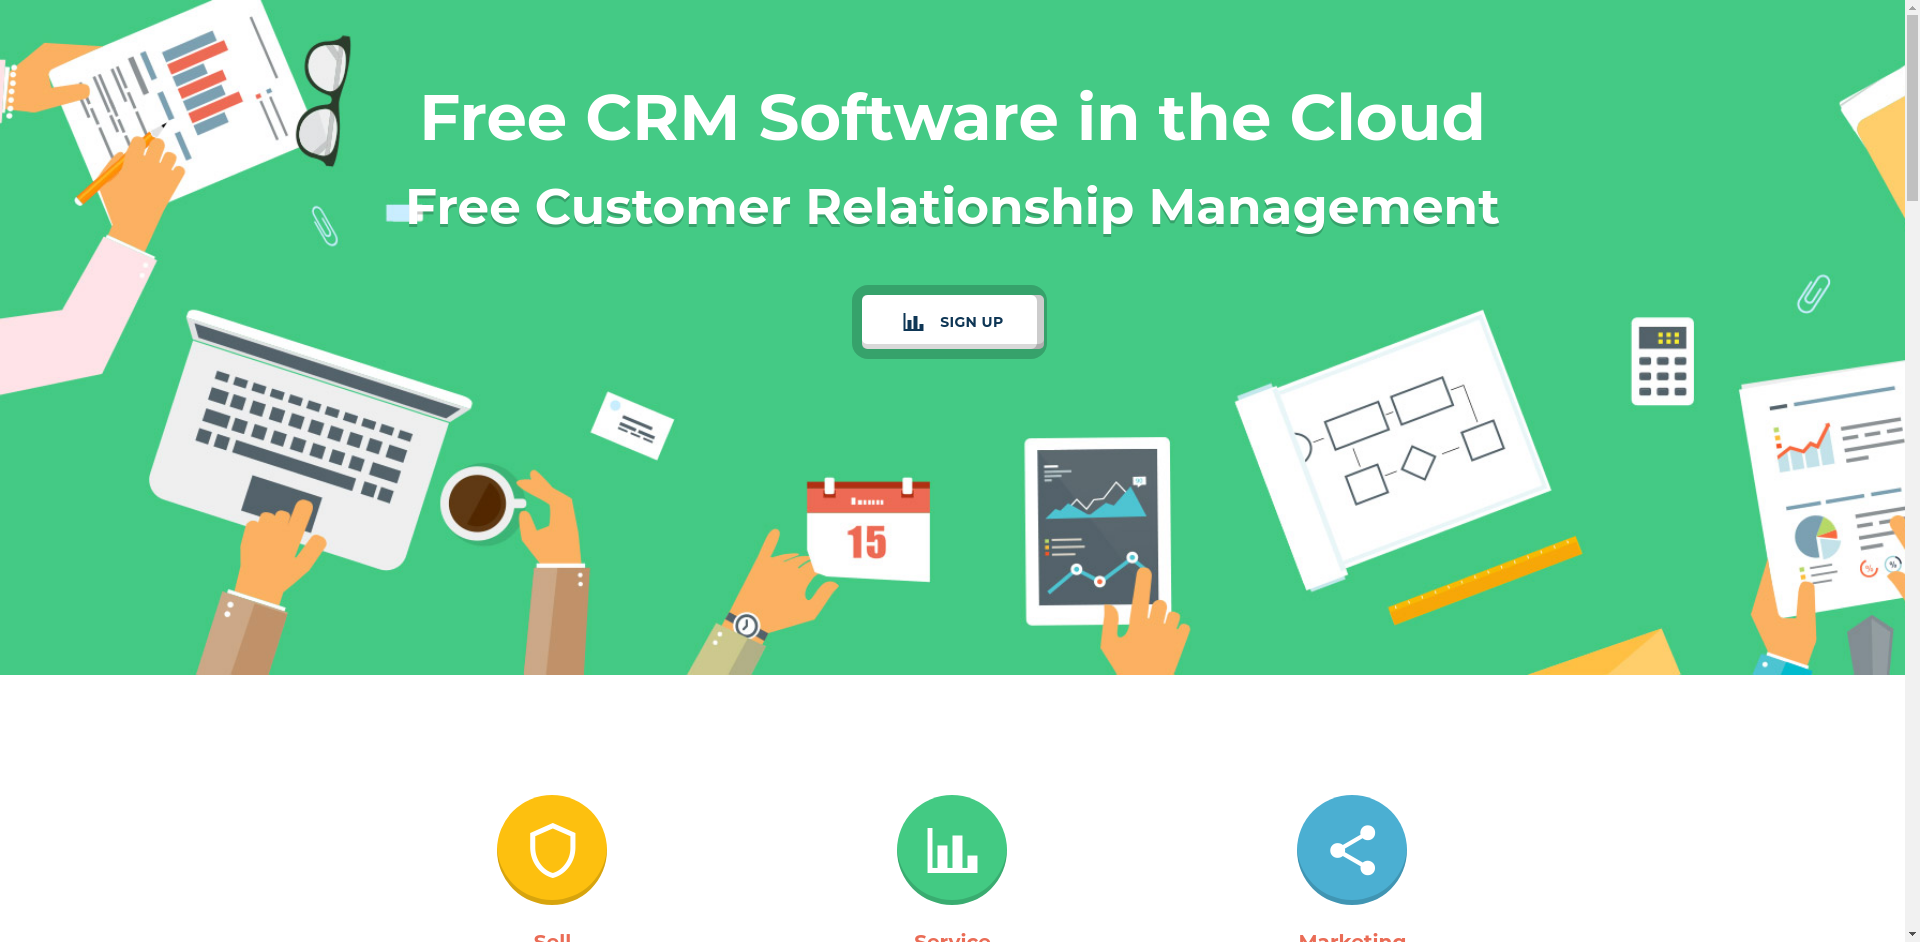 Free CRM Software in the Cloud
Free Customer Relationship Management
SIGN UP
15
Sell
Service
Marketing